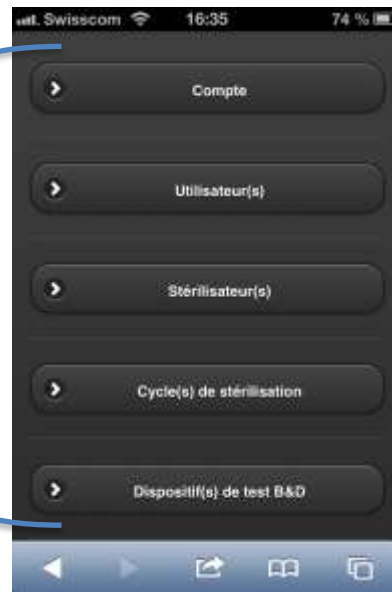 Swisscom 16:35 74 %
Compte
Utilisateur(s)
Stérilisateur(s)
Cycle(s) de stérilisation
Dispositif(s) de test B&D